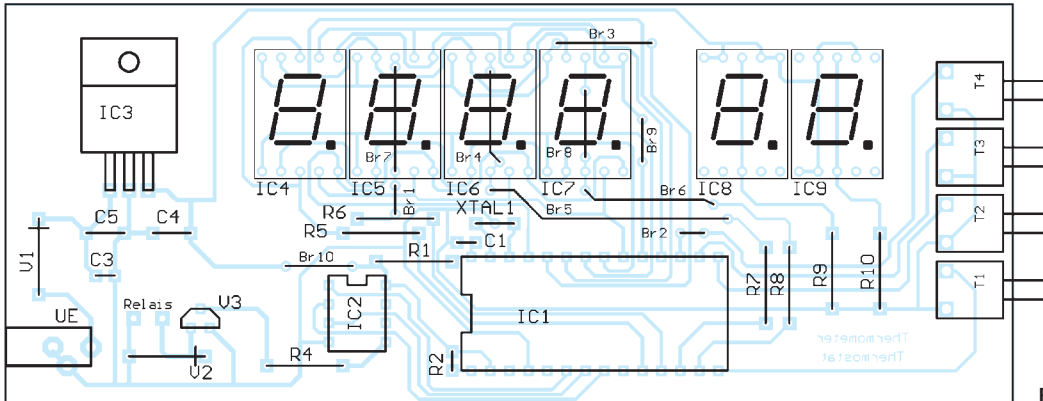 Br3
IC3
T4
T3
Br9
Br7
Br4
Br8
IC4
IC5
IC6
IC7
IC8
IC9
Br1
Br6
XTAL1
R6
Br5
T2
C5
C4
R5
Br2
C1
V1
C3
R1
Br10
R7
R8
R9
R10
T1
Relais
V3
IC2
IC1
UE
Thermometer
Thermostat
V2
R4
R2